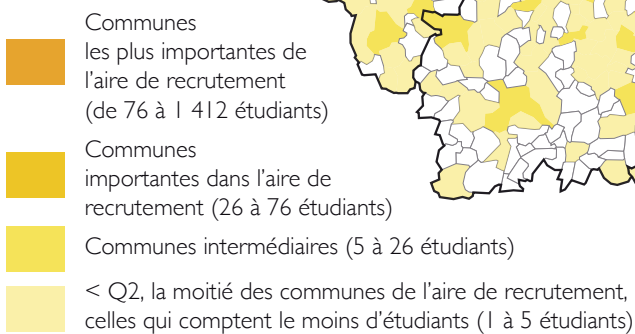 Communes
les plus importantes de
l'aire de recrutement
(de 76 à 1 412 étudiants)
Communes
importantes dans l'aire de
recrutement (26 à 76 étudiants)
Communes intermédiaires (5 à 26 étudiants)
< Q2, la moitié des communes de l'aire de recrutement,
celles qui comptent le moins d'étudiants (1 à 5 étudiants)